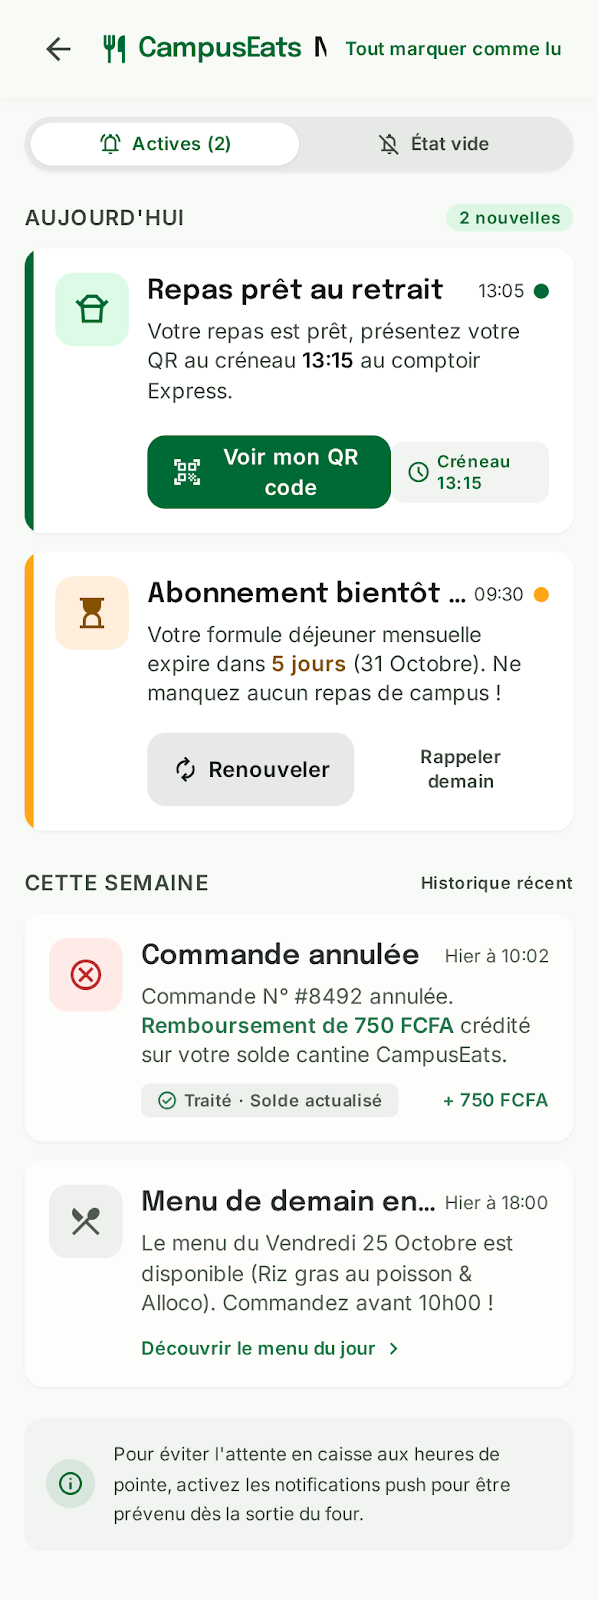 CampusEats
Tout marquer comme lu
Actives (2)
État vide
AUJOURD'HUI
2 nouvelles
Repas prêt au retrait
13:05
Votre repas est prêt, présentez votre
QR au créneau 13:15 au comptoir
Express.
Voir mon QR
code
Créneau
13:15
Abonnement bientôt ...
09:30
Votre formule déjeuner mensuelle
expire dans 5 jours (31 Octobre). Ne
manquez aucun repas de campus !
Renouveler
Rappeler
demain
CETTE SEMAINE
Historique récent
Commande annulée
Hier à 10:02
Commande N° #8492 annulée.
Remboursement de 750 FCFA crédité
sur votre solde cantine CampusEats.
Traité · Solde actualisé
+ 750 FCFA
Menu de demain en...
Hier à 18:00
Le menu du Vendredi 25 Octobre est
disponible (Riz gras au poisson &
Alloco). Commandez avant 10h00 !
Découvrir le menu du jour
Pour éviter l'attente en caisse aux heures de
pointe, activez les notifications push pour être
prévenu dès la sortie du four.